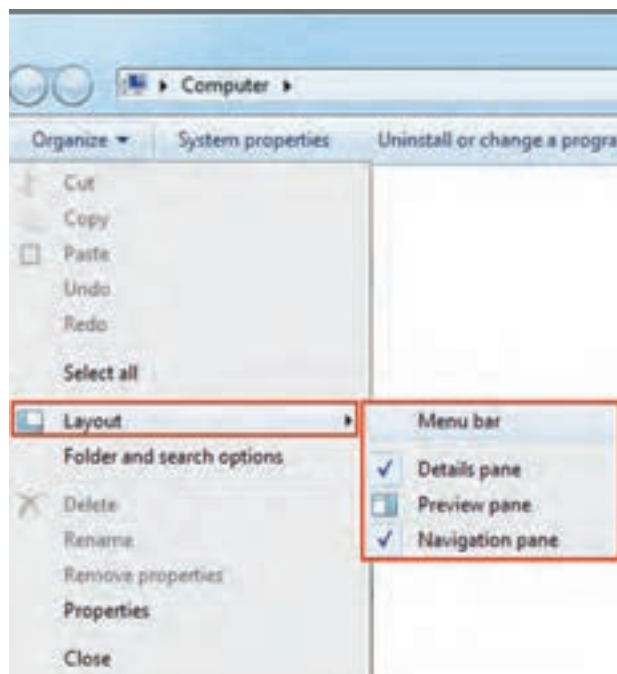 Computer
Organize System properties Uninstall or change a progra
Cut
Copy
Paste
Undo
Redo
Select all
Layout
Folder and search options
Delete
Rename
Remove properties
Properties
Close
Menu bar
Details pane
Preview pane
Navigation pane